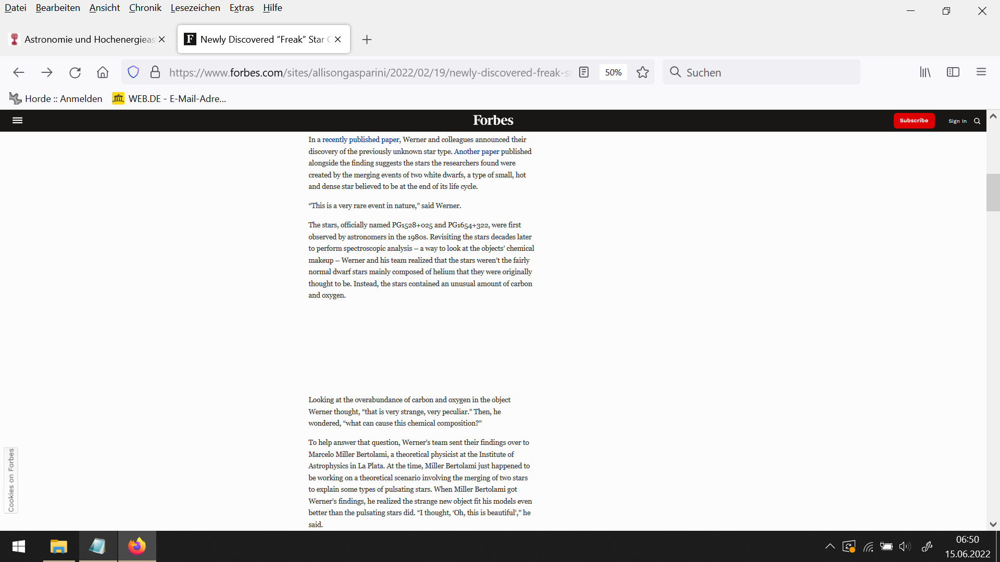 Datei Bearbeiten Ansicht Chronik Lesezeichen Extras Hilfe
Astronomie und Hochenergieas
Newly Discovered “Freak” Star C
https://www.forbes.com/sites/allisongasparini/2022/02/19/newly-discovered-freak-st
50%
Suchen
Horde :: Anmelden
WEB.DE - E-Mail-Adre...
Forbes
Subscribe
Sign In
In a recently published paper, Werner and colleagues announced their
discovery of the previously unknown star type. Another paper published
alongside the finding suggests the stars the researchers found were
created by the merging events of two white dwarfs, a type of small, hot
and dense star believed to be at the end of its life cycle.
“This is a very rare event in nature,” said Werner.
The stars, officially named PG1528+025 and PG1654+322, were first
observed by astronomers in the 1980s. Revisiting the stars decades later
to perform spectroscopic analysis – a way to look at the objects’ chemical
makeup – Werner and his team realized that the stars weren’t the fairly
normal dwarf stars mainly composed of helium that they were originally
thought to be. Instead, the stars contained an unusual amount of carbon
and oxygen.
Looking at the overabundance of carbon and oxygen in the object
Werner thought, “that is very strange, very peculiar.” Then, he
wondered, “what can cause this chemical composition?”
To help answer that question, Werner’s team sent their findings over to
Marcelo Miller Bertolami, a theoretical physicist at the Institute of
Astrophysics in La Plata. At the time, Miller Bertolami just happened to
be working on a theoretical scenario involving the merging of two stars
to explain some types of pulsating stars. When Miller Bertolami got
Werner’s findings, he realized the strange new object fit his models even
better than the pulsating stars did. “I thought, ‘Oh, this is beautiful’,” he
said.
Cookies on Forbes
06:50
15.06.2022